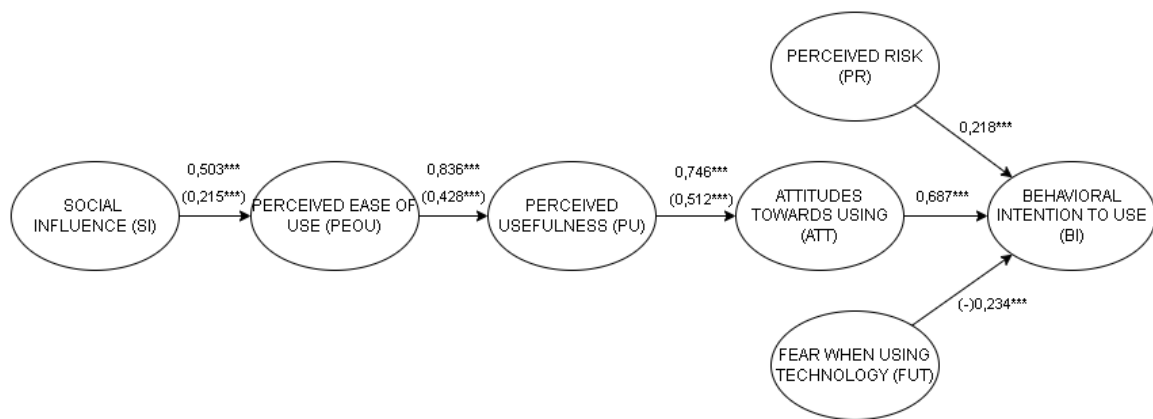 PERCEIVED RISK
(PR)
0,218***
0,503***
(0,215***)
0,836***
(0,428***)
0,746***
(0,512***)
0,687***
SOCIAL
INFLUENCE (SI)
PERCEIVED EASE OF
USE (PEOU)
PERCEIVED
USEFULNESS (PU)
ATTITUDES
TOWARDS USING
(ATT)
BEHAVIORAL
INTENTION TO USE
(BI)
(-)0,234***
FEAR WHEN USING
TECHNOLOGY (FUT)